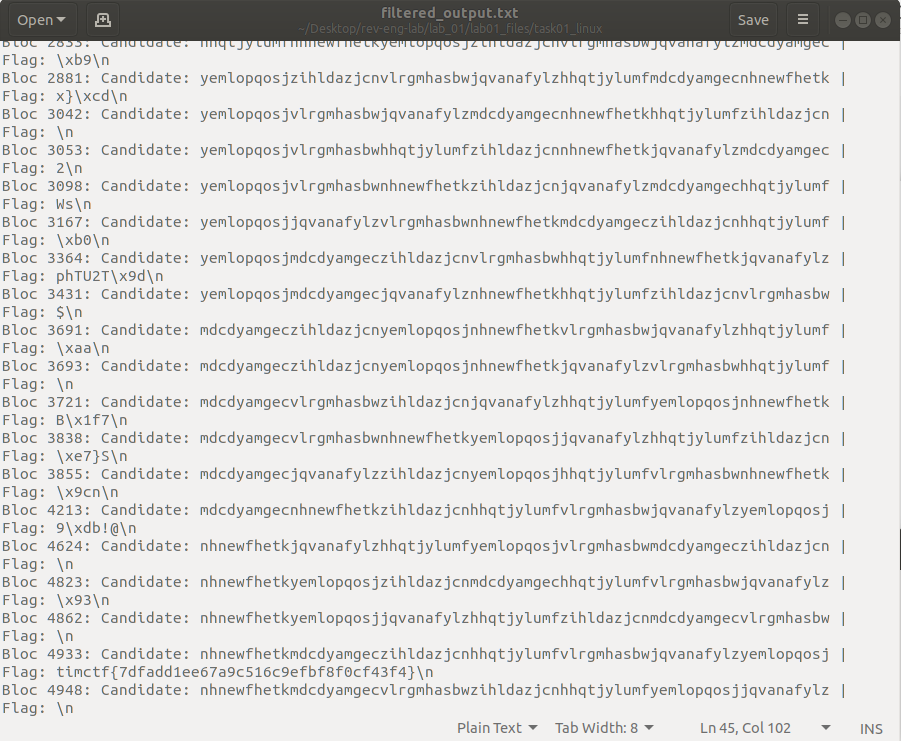 Open
filtered_output.txt
~/Desktop/rev-eng-lab/lab_01/lab01_files/task01_linux
Save
Bloc 2833: Candidate: hhqtjylumfnhnewfhetkyemlopqosjzihldazjcnvlrgmhasbwjqvanafylzmdcdyamgec |
Flag: \xb9\n
Bloc 2881: Candidate: yemlopqosjzihldazjcnvlrgmhasbwjqvanafylzhhqtjylumfmdcdyamgecnhnewfhetk |
Flag: x}\xcd\n
Bloc 3042: Candidate: yemlopqosjvlrgmhasbwjqvanafylzmdcdyamgecnhnewfhetkhhqtjylumfzihldazjcn |
Flag: \n
Bloc 3053: Candidate: yemlopqosjvlrgmhasbwhhqtjylumfzihldazjcnnhnewfhetkjqvanafylzmdcdyamgec |
Flag: 2\n
Bloc 3098: Candidate: yemlopqosjvlrgmhasbwnhnewfhetkzihldazjcnjqvanafylzmdcdyamgechhqtjylumf |
Flag: Ws\n
Bloc 3167: Candidate: yemlopqosjjqvanafylzvlrgmhasbwnhnewfhetkmdcdyamgeczihldazjcnhhqtjylumf |
Flag: \xb0\n
Bloc 3364: Candidate: yemlopqosjmdcdyamgeczihldazjcnvlrgmhasbwhhqtjylumfnhnewfhetkjqvanafylz |
Flag: phTU2T\x9d\n
Bloc 3431: Candidate: yemlopqosjmdcdyamgecjqvanafylznhnewfhetkhhqtjylumfzihldazjcnvlrgmhasbw |
Flag: $\n
Bloc 3691: Candidate: mdcdyamgeczihldazjcnyemlopqosjnhnewfhetkvlrgmhasbwjqvanafylzhhqtjylumf |
Flag: \xaa\n
Bloc 3693: Candidate: mdcdyamgeczihldazjcnyemlopqosjnhnewfhetkjqvanafylzvlrgmhasbwhhqtjylumf |
Flag: \n
Bloc 3721: Candidate: mdcdyamgecvlrgmhasbwzihldazjcnjqvanafylzhhqtjylumfyemlopqosjnhnewfhetk |
Flag: B\x1f7\n
Bloc 3838: Candidate: mdcdyamgecvlrgmhasbwnhnewfhetkyemlopqosjjqvanafylzhhqtjylumfzihldazjcn |
Flag: \xe7}S\n
Bloc 3855: Candidate: mdcdyamgecjqvanafylzzihldazjcnyemlopqosjhhqtjylumfvlrgmhasbwnhnewfhetk |
Flag: \x9cn\n
Bloc 4213: Candidate: mdcdyamgecnhnewfhetkzihldazjcnhhqtjylumfvlrgmhasbwjqvanafylzyemlopqosj |
Flag: 9\xdb!@\n
Bloc 4624: Candidate: nhnewfhetkjqvanafylzhhqtjylumfyemlopqosjvlrgmhasbwmdcdyamgeczihldazjcn |
Flag: \n
Bloc 4823: Candidate: nhnewfhetkyemlopqosjzihldazjcnmdcdyamgechhqtjylumfvlrgmhasbwjqvanafylz |
Flag: \x93\n
Bloc 4862: Candidate: nhnewfhetkyemlopqosjjqvanafylzhhqtjylumfzihldazjcnmdcdyamgecvlrgmhasbw |
Flag: \n
Bloc 4933: Candidate: nhnewfhetkmdcdyamgeczihldazjcnhhqtjylumfvlrgmhasbwjqvanafylzyemlopqosj |
Flag: timctf{7dfadd1ee67a9c516c9efbf8f0cf43f4}\n
Bloc 4948: Candidate: nhnewfhetkmdcdyamgecvlrgmhasbwzihldazjcnhhqtjylumfyemlopqosjjqvanafylz |
Flag: \n
Plain Text
Tab Width: 8
Ln 45, Col 102
INS